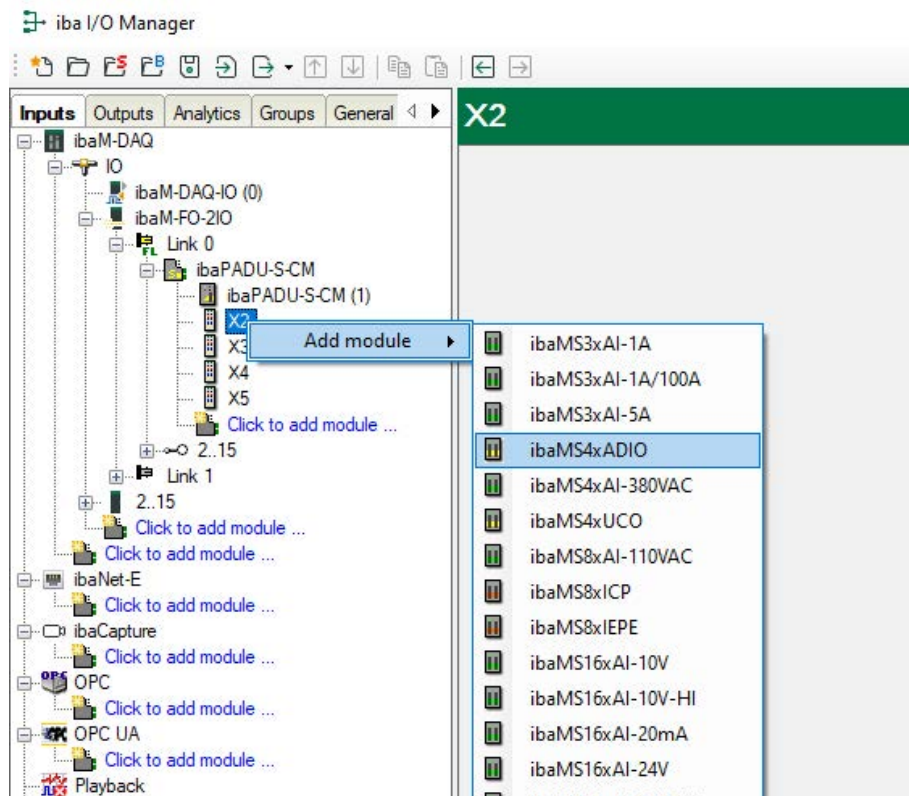 iba I/O Manager
Inputs Outputs Analytics Groups General
X2
ibaM-DAQ
IO
ibaM-DAQ-IO (0)
ibaM-FO-2IO
Link 0
ibaPADU-S-CM
ibaPADU-S-CM (1)
X2
X3
X4
X5
Click to add module ...
2..15
Link 1
2..15
Click to add module ...
Click to add module ...
ibaNet-E
Click to add module ...
ibaCapture
Click to add module ...
OPC
Click to add module ...
OPC UA
Click to add module ...
Playback
Add module
ibaMS3xAI-1A
ibaMS3xAI-1A/100A
ibaMS3xAI-5A
ibaMS4xADIO
ibaMS4xAI-380VAC
ibaMS4xUCO
ibaMS8xAI-110VAC
ibaMS8xICP
ibaMS8xIEPE
ibaMS16xAI-10V
ibaMS16xAI-10V-HI
ibaMS16xAI-20mA
ibaMS16xAI-24V